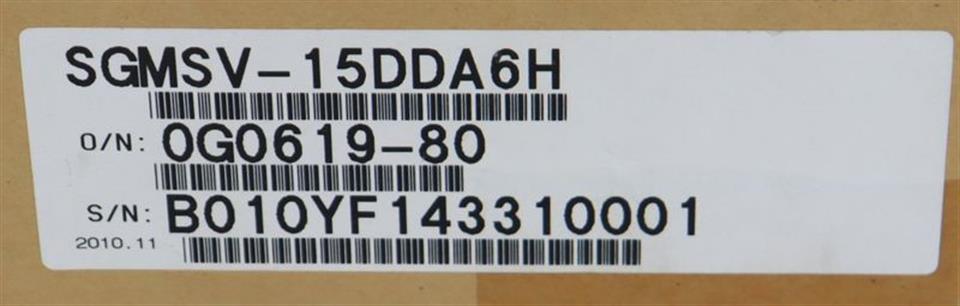 SGMSV-15DDA6H
O/N: 0G0619-80
S/N: B010YF143310001
2010.11